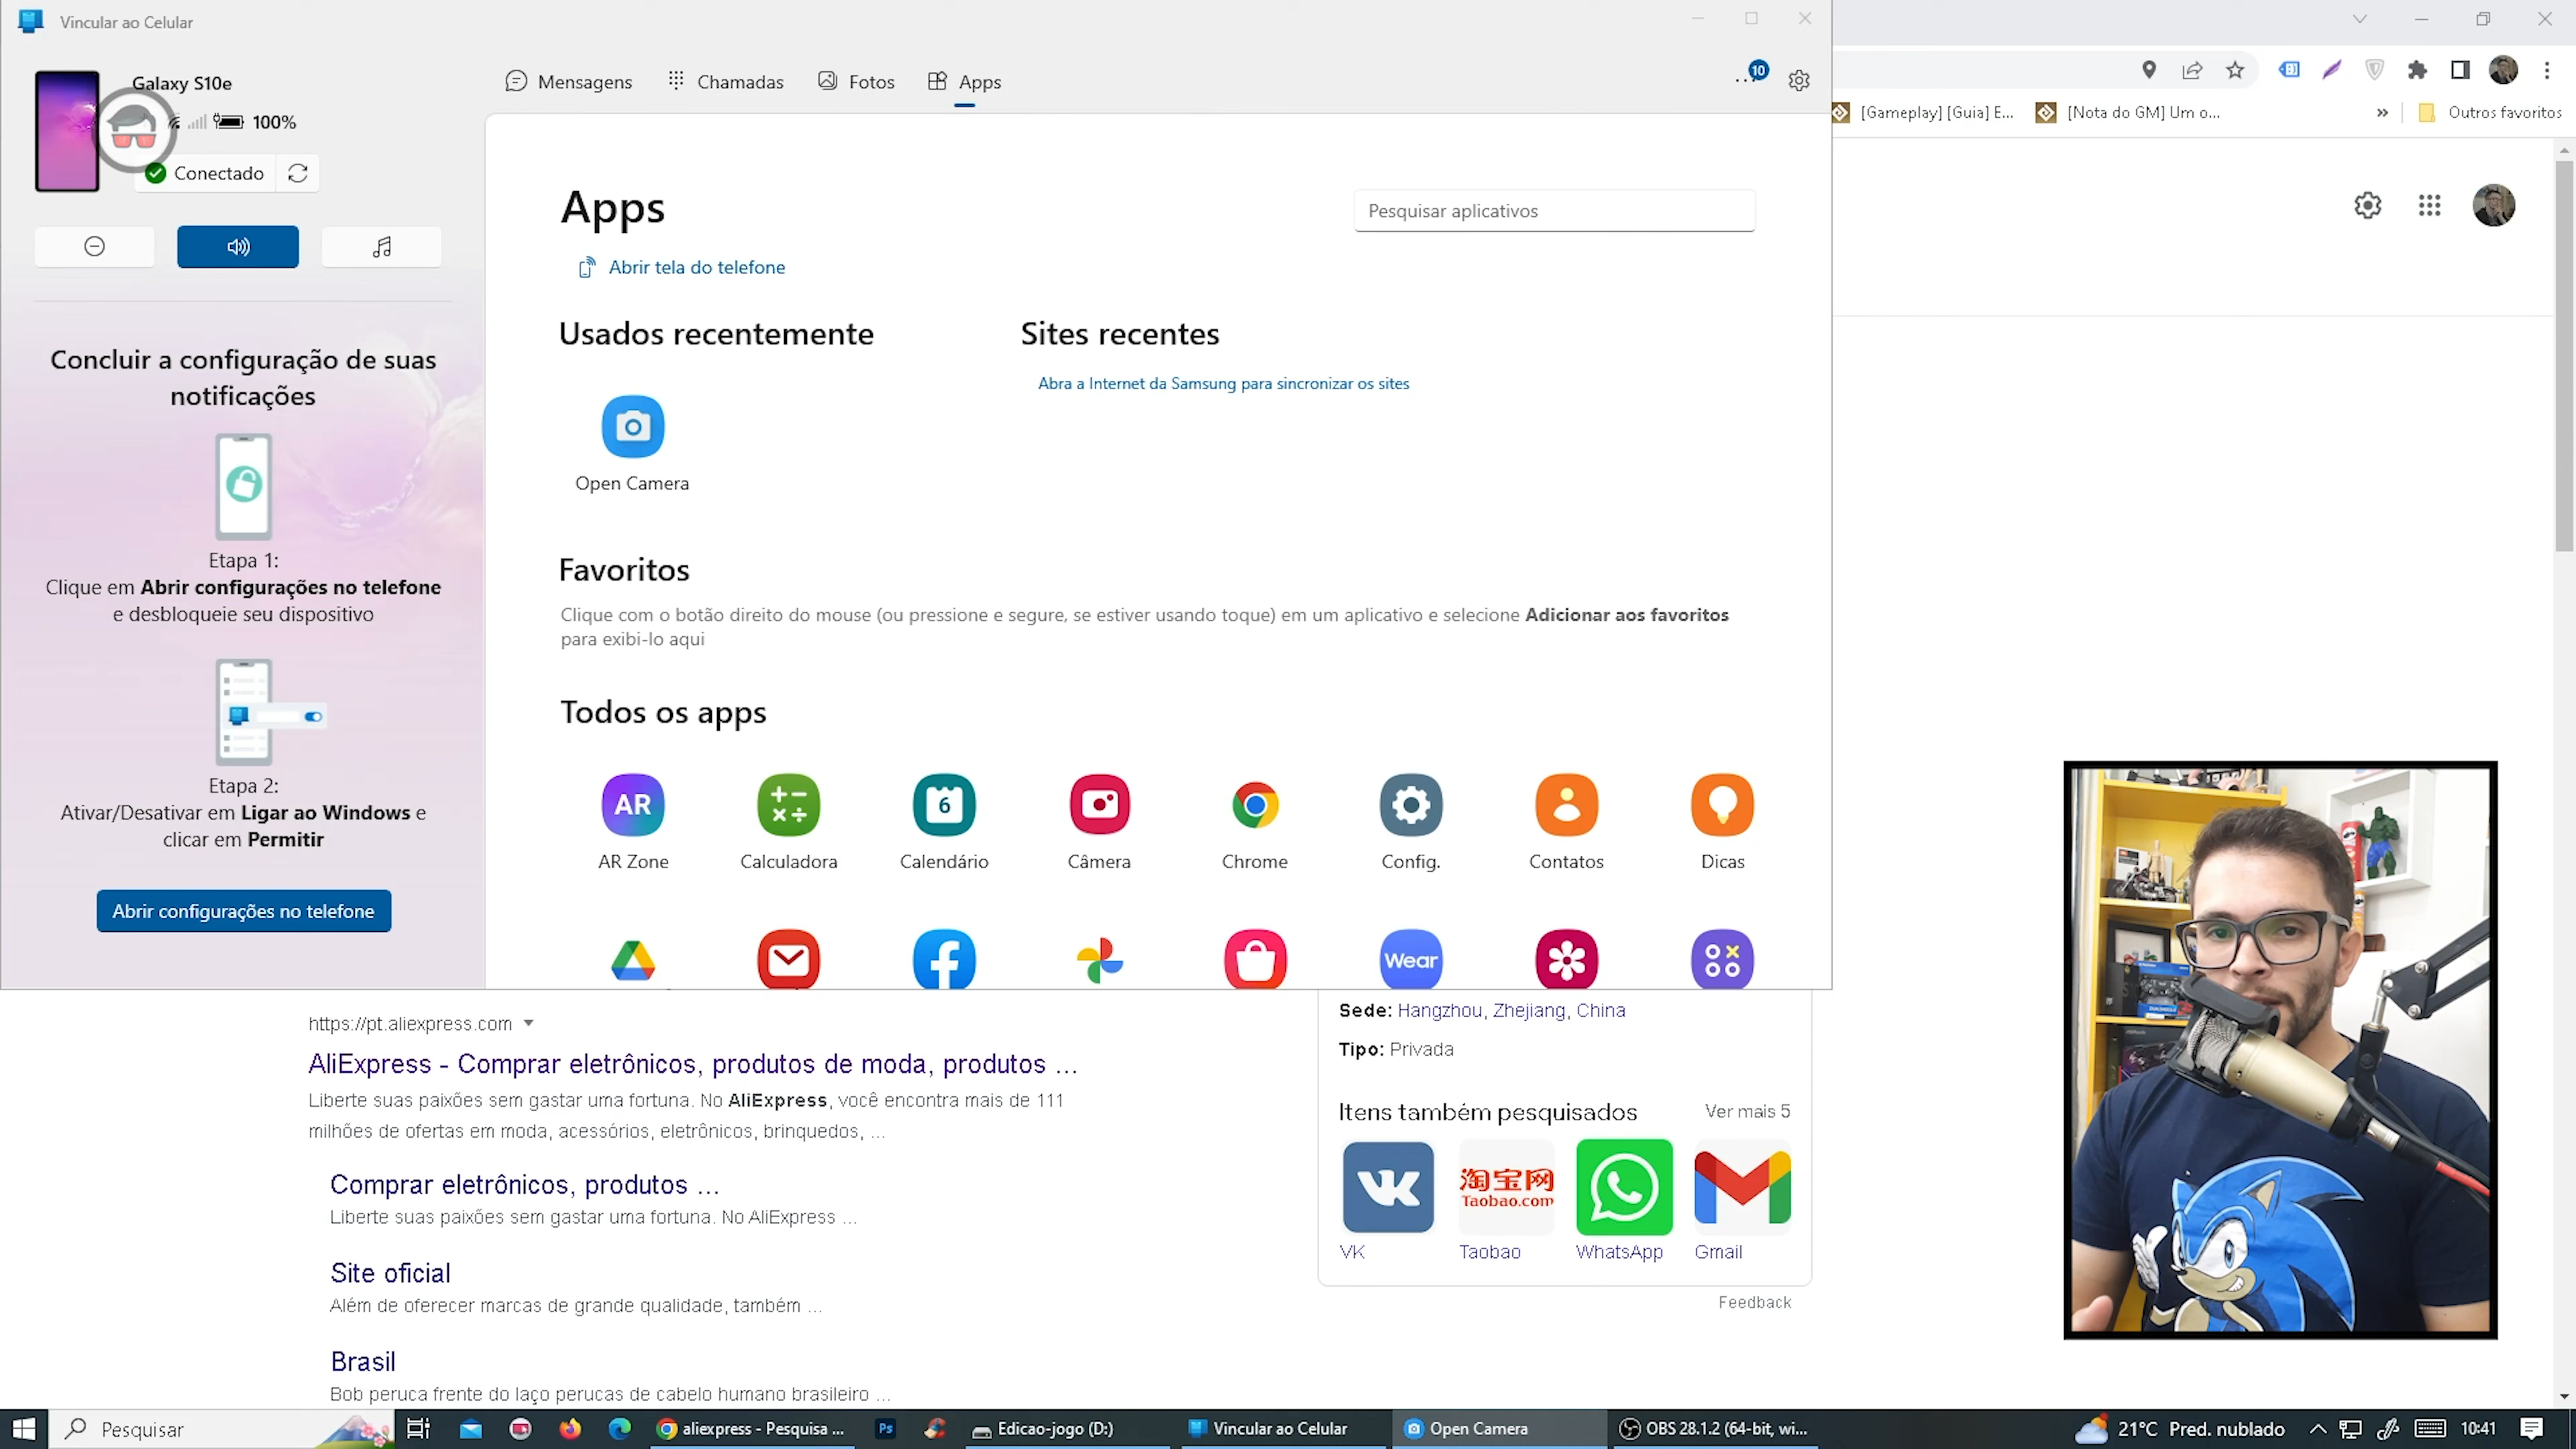 Vincular ao Celular
Galaxy S10e
100%
Conectado
Concluir a configuração de suas
notificações
Etapa 1:
Clique em Abrir configurações no telefone
e desbloqueie seu dispositivo
Etapa 2:
Ativar/Desativar em Ligar ao Windows e
clicar em Permitir
Abrir configurações no telefone
Mensagens
Chamadas
Fotos
Apps
10
Apps
Pesquisar aplicativos
Abrir tela do telefone
Usados recentemente
Sites recentes
Abra a Internet da Samsung para sincronizar os sites
Open Camera
Favoritos
Clique com o botão direito do mouse (ou pressione e segure, se estiver usando toque) em um aplicativo e selecione Adicionar aos favoritos
para exibi-lo aqui
Todos os apps
AR
6
AR Zone
Calculadora
Calendário
Câmera
Chrome
Config.
Contatos
Dicas
Wear
[Gameplay] [Guia] E...
[Nota do GM] Um o...
»
Outros favoritos
https://pt.aliexpress.com
AliExpress - Comprar eletrônicos, produtos de moda, produtos ...
Liberte suas paixões sem gastar uma fortuna. No AliExpress, você encontra mais de 111
milhões de ofertas em moda, acessórios, eletrônicos, brinquedos, ...
Comprar eletrônicos, produtos ...
Liberte suas paixões sem gastar uma fortuna. No AliExpress ...
Site oficial
Além de oferecer marcas de grande qualidade, também ...
Brasil
Bob peruca frente do laço perucas de cabelo humano brasileiro ...
Sede: Hangzhou, Zhejiang, China
Tipo: Privada
Itens também pesquisados
Ver mais 5
淘宝网
Taobao.com
VK
Taobao
WhatsApp
Gmail
Feedback
Pesquisar
aliexpress - Pesquisa ...
Ps
Edicao-jogo (D:)
Vincular ao Celular
Open Camera
OBS 28.1.2 (64-bit, wi...
21°C Pred. nublado
10:41